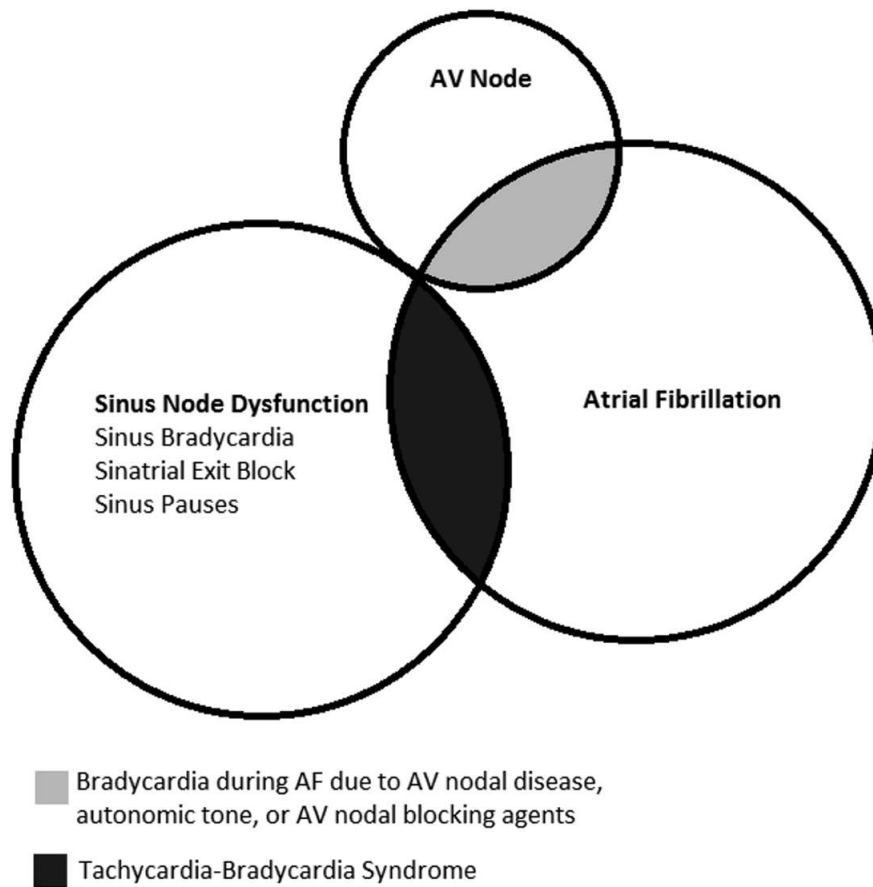 AV Node
Sinus Node Dysfunction
Sinus Bradycardia
Sinatrial Exit Block
Sinus Pauses
Atrial Fibrillation
Bradycardia during AF due to AV nodal disease,
autonomic tone, or AV nodal blocking agents
Tachycardia-Bradycardia Syndrome